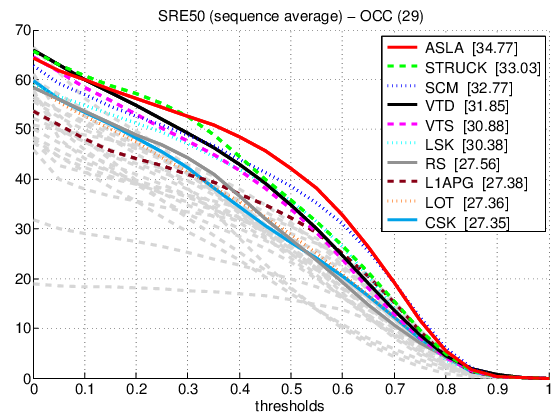 SRE50 (sequence average) – OCC (29)
70
60
50
40
30
20
10
0
0 0.1 0.2 0.3 0.4 0.5 0.6 0.7 0.8 0.9 1
thresholds
ASLA [34.77]
STRUCK [33.03]
SCM [32.77]
VTD [31.85]
VTS [30.88]
LSK [30.38]
RS [27.56]
L1APG [27.38]
LOT [27.36]
CSK [27.35]